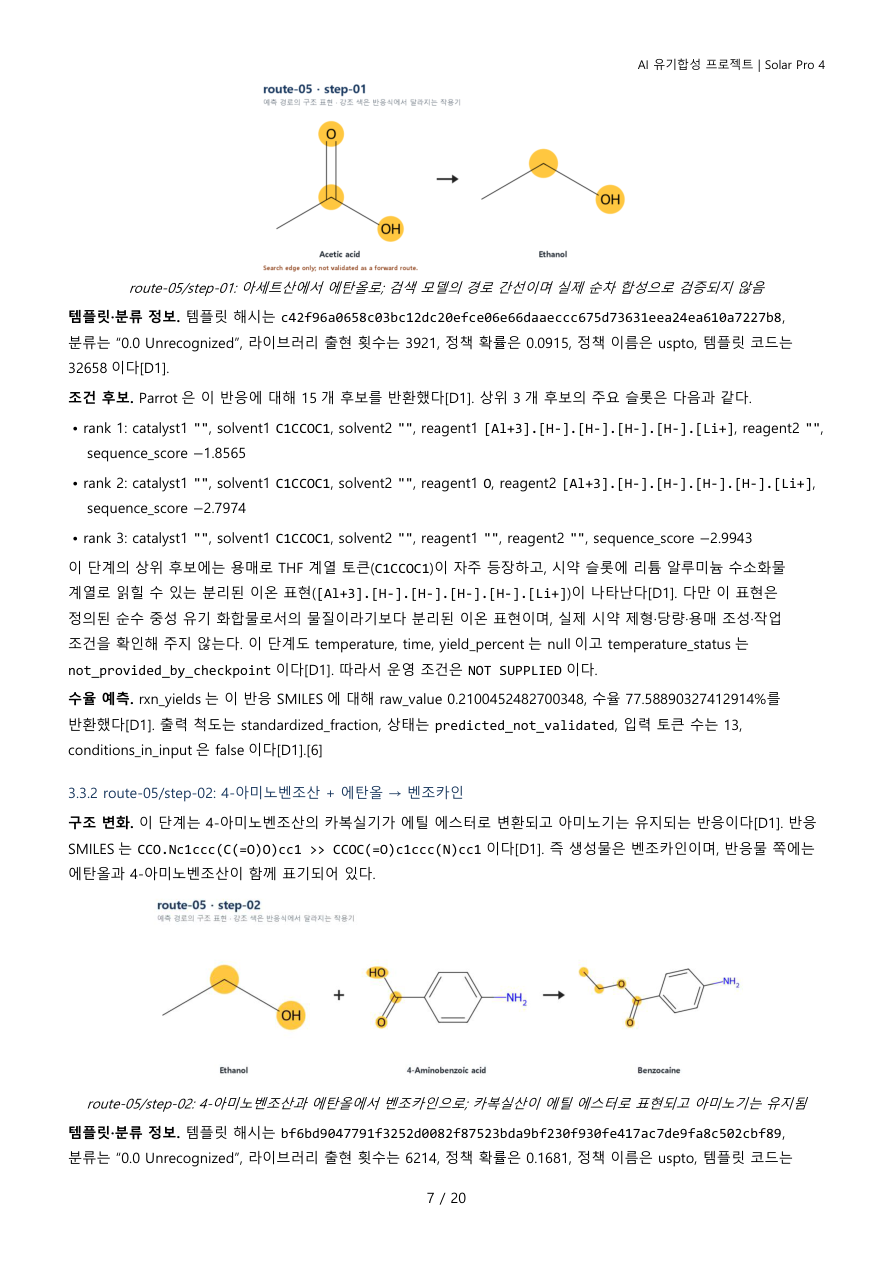 AI 유기합성 프로젝트 | Solar Pro 4
route-05 · step-01
예측 경로의 구조 표현 · 강조 색은 반응식에서 달라지는 작용기
O
OH
OH
Acetic acid
Ethanol
Search edge only; not validated as a forward route.
route-05/step-01: 아세트산에서 에탄올로; 검색 모델의 경로 간선이며 실제 순차 합성으로 검증되지 않음
템플릿·분류 정보. 템플릿 해시는 c42f96a0658c03bc12dc20efce06e66daaeccc675d73631eea24ea610a7227b8,
분류는 “0.0 Unrecognized”, 라이브러리 출현 횟수는 3921, 정책 확률은 0.0915, 정책 이름은 uspto, 템플릿 코드는
32658 이다[D1].
조건 후보. Parrot 은 이 반응에 대해 15 개 후보를 반환했다[D1]. 상위 3 개 후보의 주요 슬롯은 다음과 같다.
• rank 1: catalyst1 "", solvent1 C1CCOC1, solvent2 "", reagent1 [Al+3].[H-].[H-].[H-].[H-].[Li+], reagent2 "",
sequence_score −1.8565
• rank 2: catalyst1 "", solvent1 C1CCOC1, solvent2 "", reagent1 O, reagent2 [Al+3].[H-].[H-].[H-].[H-].[Li+],
sequence_score −2.7974
• rank 3: catalyst1 "", solvent1 C1CCOC1, solvent2 "", reagent1 "", reagent2 "", sequence_score −2.9943
이 단계의 상위 후보에는 용매로 THF 계열 토큰(C1CCOC1)이 자주 등장하고, 시약 슬롯에 리튬 알루미늄 수소화물
계열로 읽힐 수 있는 분리된 이온 표현([Al+3].[H-].[H-].[H-].[H-].[Li+])이 나타난다[D1]. 다만 이 표현은
정의된 순수 중성 유기 화합물로서의 물질이라기보다 분리된 이온 표현이며, 실제 시약 제형·당량·용매 조성·작업
조건을 확인해 주지 않는다. 이 단계도 temperature, time, yield_percent 는 null 이고 temperature_status 는
not_provided_by_checkpoint 이다[D1]. 따라서 운영 조건은 NOT SUPPLIED 이다.
수율 예측. rxn_yields 는 이 반응 SMILES 에 대해 raw_value 0.2100452482700348, 수율 77.58890327412914%를
반환했다[D1]. 출력 척도는 standardized_fraction, 상태는 predicted_not_validated, 입력 토큰 수는 13,
conditions_in_input 은 false 이다[D1].[6]
3.3.2 route-05/step-02: 4-아미노벤조산 + 에탄올 → 벤조카인
구조 변화. 이 단계는 4-아미노벤조산의 카복실기가 에틸 에스터로 변환되고 아미노기는 유지되는 반응이다[D1]. 반응
SMILES 는 CCO.Nc1ccc(C(=O)O)cc1 >> CCOC(=O)c1ccc(N)cc1 이다[D1]. 즉 생성물은 벤조카인이며, 반응물 쪽에는
에탄올과 4-아미노벤조산이 함께 표기되어 있다.
route-05 · step-02
예측 경로의 구조 표현 · 강조 색은 반응식에서 달라지는 작용기
OH
+
HO
O
NH2
O
O
NH2
Ethanol
4-Aminobenzoic acid
Benzocaine
route-05/step-02: 4-아미노벤조산과 에탄올에서 벤조카인으로; 카복실산이 에틸 에스터로 표현되고 아미노기는 유지됨
템플릿·분류 정보. 템플릿 해시는 bf6bd9047791f3252d0082f87523bda9bf230f930fe417ac7de9fa8c502cbf89,
분류는 “0.0 Unrecognized”, 라이브러리 출현 횟수는 6214, 정책 확률은 0.1681, 정책 이름은 uspto, 템플릿 코드는
7 / 20